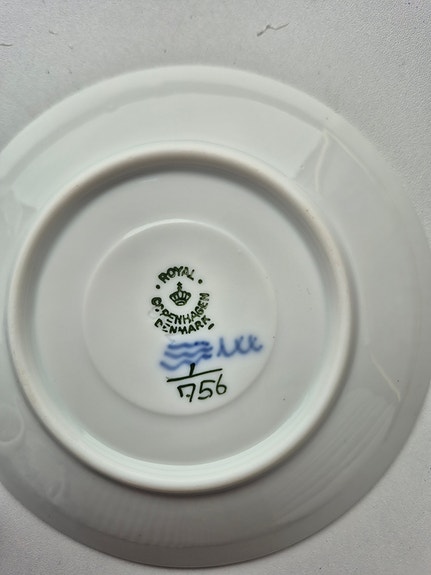 ROYAL
COPENHAGEN
DENMARK
1
756